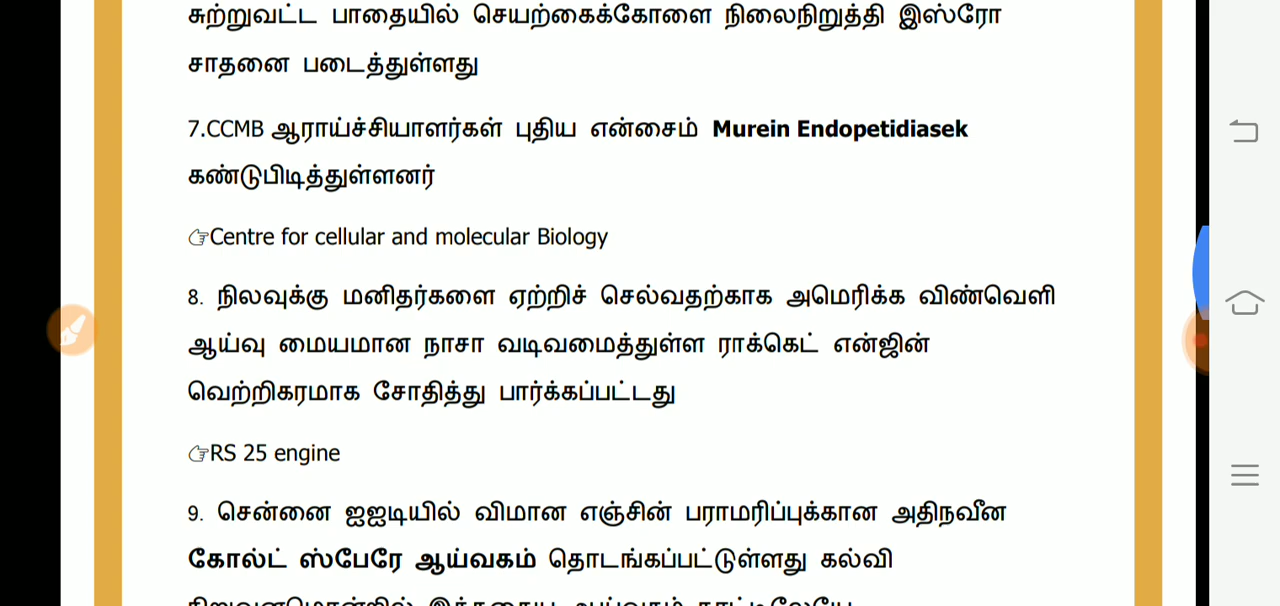 சுற்றுவட்ட பாதையில் செயற்கைக்கோளை நிலைநிறுத்தி இஸ்ரோ
சாதனை படைத்துள்ளது
7.CCMB ஆராய்ச்சியாளர்கள் புதிய என்சைம் Murein Endopetidiasek
கண்டுபிடித்துள்ளனர்
☞Centre for cellular and molecular Biology
8. நிலவுக்கு மனிதர்களை ஏற்றிச் செல்வதற்காக அமெரிக்க விண்வெளி
ஆய்வு மையமான நாசா வடிவமைத்துள்ள ராக்கெட் என்ஜின்
வெற்றிகரமாக சோதித்து பார்க்கப்பட்டது
☞RS 25 engine
9. சென்னை ஐஐடியில் விமான எஞ்சின் பராமரிப்புக்கான அதிநவீன
கோல்ட் ஸ்பேரே ஆய்வகம் தொடங்கப்பட்டுள்ளது கல்வி